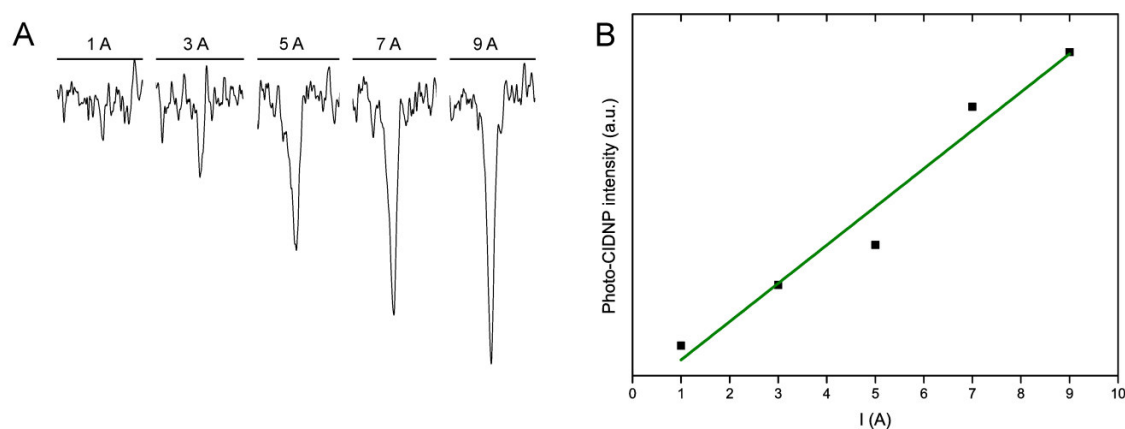 A
1 A 3 A 5 A 7 A 9 A
B
Photo-CIDNP intensity (a.u.)
0 1 2 3 4 5 6 7 8 9 10
I (A)